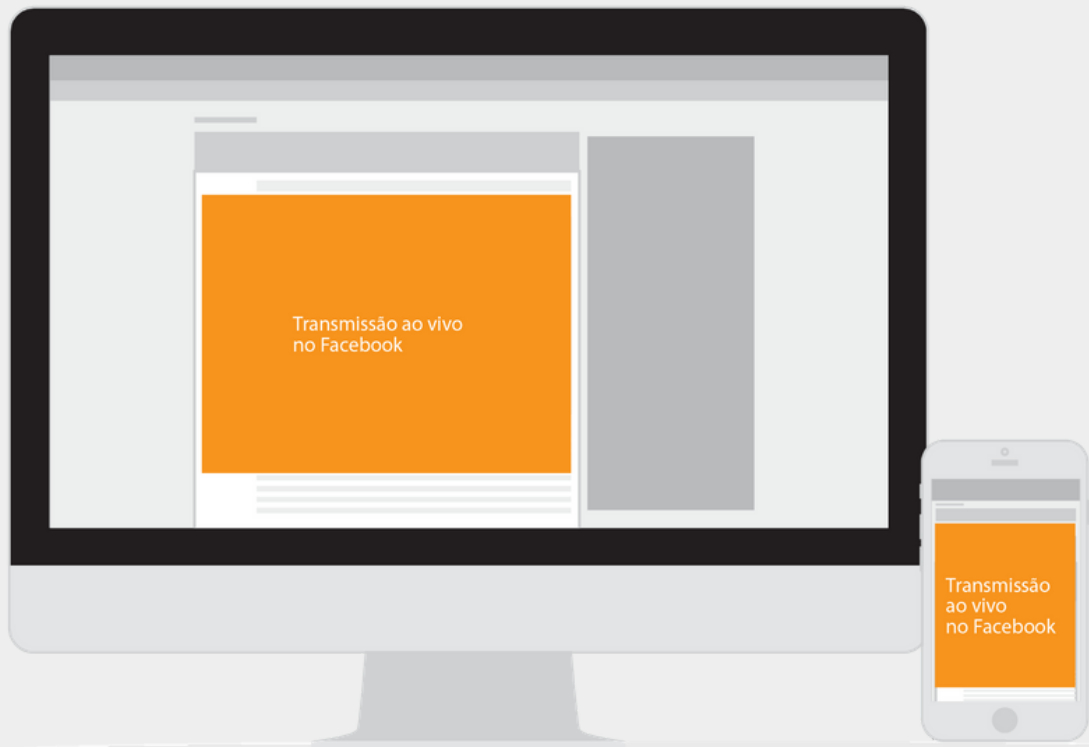 Transmissão ao vivo
no Facebook
Transmissão
ao vivo
no Facebook